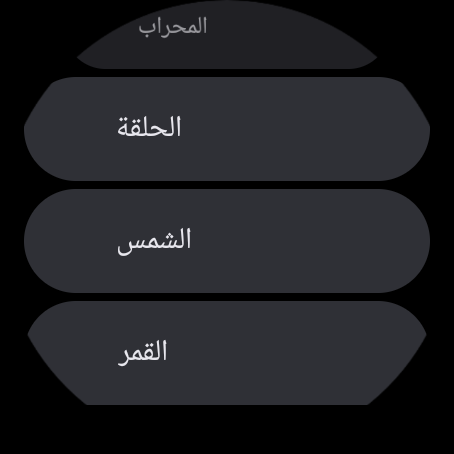 المحراب
الحلقة
الشمس
القمر